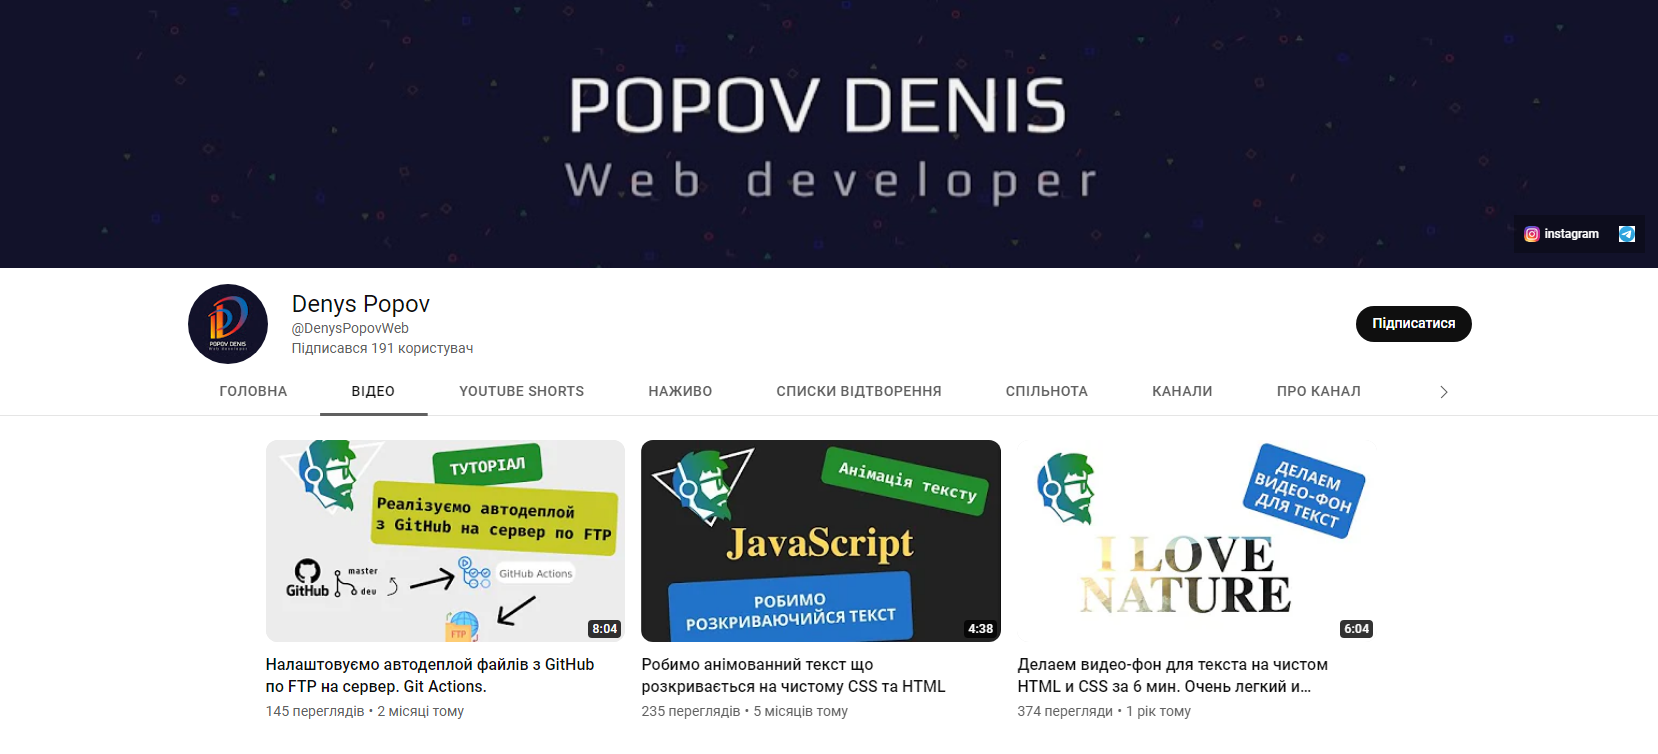 POPOV DENIS
Web developer
instagram
POPOV DENIS
Web Developer
Denys Popov
@DenysPopovWeb
Підписався 191 користувач
Підписатися
ГОЛОВНА ВІДЕО YOUTUBE SHORTS НАЖИВО СПИСКИ ВІДТВОРЕННЯ СПІЛЬНОТА КАНАЛИ ПРО КАНАЛ
ТУТОРІАЛ
Реалізуємо автодеплой
з GitHub на сервер по FTP
GitHub
master
dev
GitHub Actions
FTP
8:04
Налаштовуємо автодеплой файлів з GitHub
по FTP на сервер. Git Actions.
145 переглядів • 2 місяці тому
Анімація тексту
JavaScript
РОБИМО
РОЗКРИВАЮЧИЙСЯ ТЕКСТ
4:38
Робимо анімованний текст що
розкривається на чистому CSS та HTML
235 переглядів • 5 місяців тому
ДЕЛАЕМ
ВИДЕО-ФОН
ДЛЯ ТЕКСТ
I LOVE
NATURE
6:04
Делаем видео-фон для текста на чистом
HTML и CSS за 6 мин. Очень легкий и...
374 перегляди • 1 рік тому